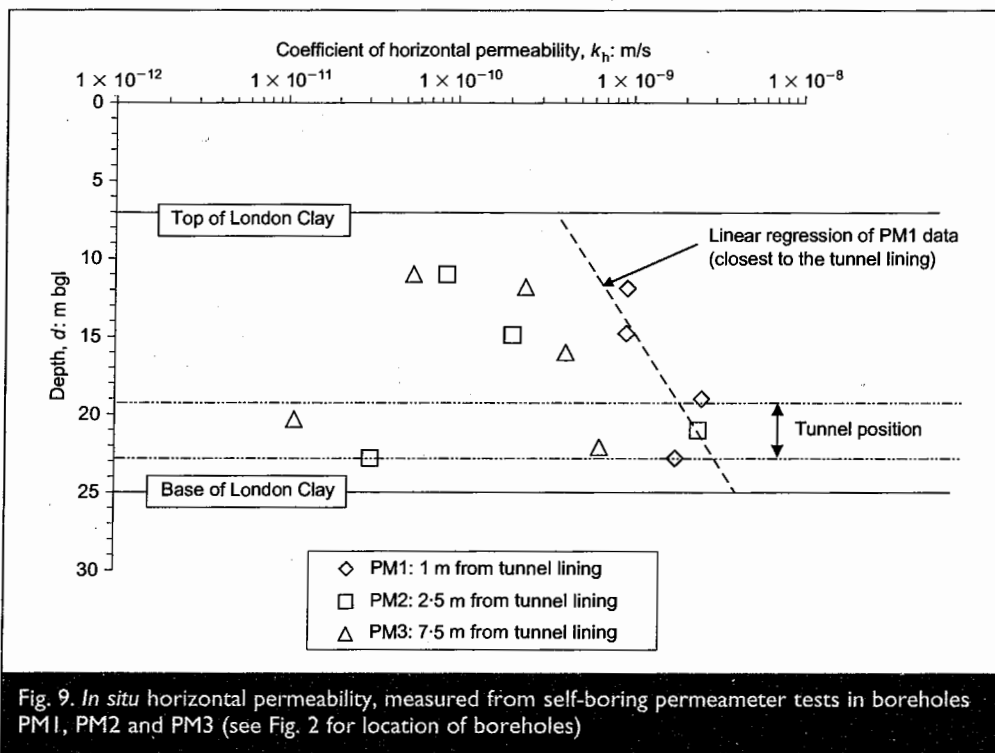 Coefficient of horizontal permeability, kₕ: m/s
1 × 10⁻¹² 1 × 10⁻¹¹ 1 × 10⁻¹⁰ 1 × 10⁻⁹ 1 × 10⁻⁸
0
5
10
15
20
25
30
Depth, d: m bgl
Top of London Clay
Linear regression of PM1 data
(closest to the tunnel lining)
Tunnel position
Base of London Clay
PM1: 1 m from tunnel lining
PM2: 2·5 m from tunnel lining
PM3: 7·5 m from tunnel lining
Fig. 9. In situ horizontal permeability, measured from self-boring permeameter tests in boreholes
PM1, PM2 and PM3 (see Fig. 2 for location of boreholes)